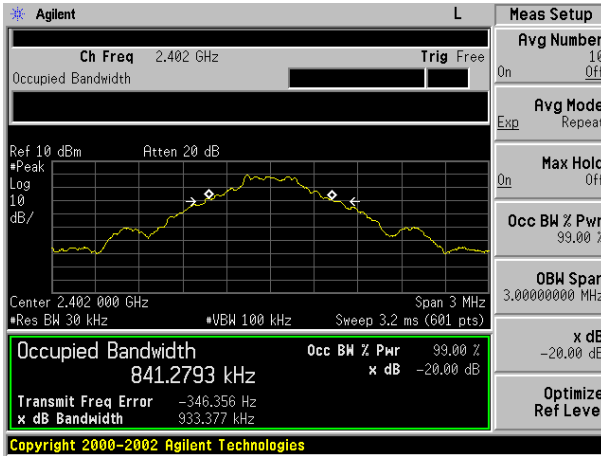 Agilent L Meas Setup
Ch Freq 2.402 GHz Trig Free
Occupied Bandwidth
Avg Number
10
On Off
Avg Mode
Exp Repeat
Ref 10 dBm Atten 20 dB
#Peak
Log
10
dB/
Max Hold
On Off
Occ BW % Pwr
99.00 %
OBW Span
3.00000000 MHz
Center 2.402 000 GHz Span 3 MHz
#Res BW 30 kHz #VBW 100 kHz Sweep 3.2 ms (601 pts)
Occupied Bandwidth Occ BW % Pwr 99.00 %
841.2793 kHz x dB -20.00 dB
Transmit Freq Error -346.356 Hz
x dB Bandwidth 933.377 kHz
x dB
-20.00 dB
Optimize
Ref Level
Copyright 2000-2002 Agilent Technologies